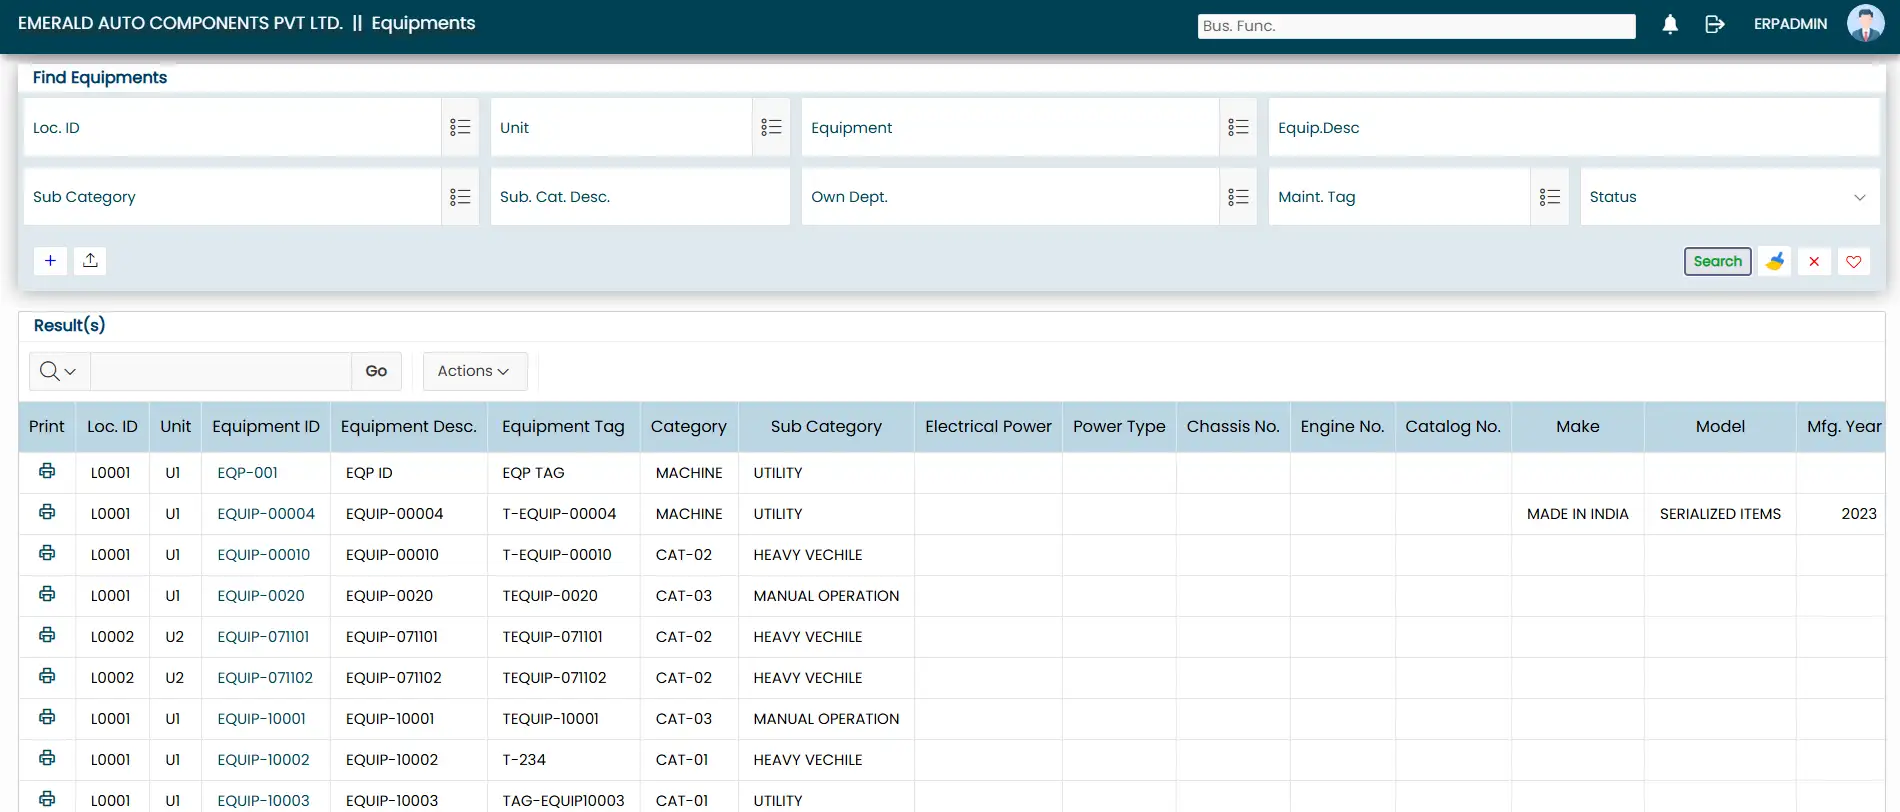 EMERALD AUTO COMPONENTS PVT LTD. || Equipments Bus. Func. ERPADMIN
Find Equipments
Loc. ID Unit Equipment Equip.Desc
Sub Category Sub. Cat. Desc. Own Dept. Maint. Tag Status
+ Search
Result(s)
Go Actions
Print Loc. ID Unit Equipment ID Equipment Desc. Equipment Tag Category Sub Category Electrical Power Power Type Chassis No. Engine No. Catalog No. Make Model Mfg. Year
L0001 U1 EQP-001 EQP ID EQP TAG MACHINE UTILITY
L0001 U1 EQUIP-00004 EQUIP-00004 T-EQUIP-00004 MACHINE UTILITY MADE IN INDIA SERIALIZED ITEMS 2023
L0001 U1 EQUIP-00010 EQUIP-00010 T-EQUIP-00010 CAT-02 HEAVY VECHILE
L0001 U1 EQUIP-0020 EQUIP-0020 TEQUIP-0020 CAT-03 MANUAL OPERATION
L0002 U2 EQUIP-071101 EQUIP-071101 TEQUIP-071101 CAT-02 HEAVY VECHILE
L0002 U2 EQUIP-071102 EQUIP-071102 TEQUIP-071102 CAT-02 HEAVY VECHILE
L0001 U1 EQUIP-10001 EQUIP-10001 TEQUIP-10001 CAT-03 MANUAL OPERATION
L0001 U1 EQUIP-10002 EQUIP-10002 T-234 CAT-01 HEAVY VECHILE
L0001 U1 EQUIP-10003 EQUIP-10003 TAG-EQUIP10003 CAT-01 UTILITY